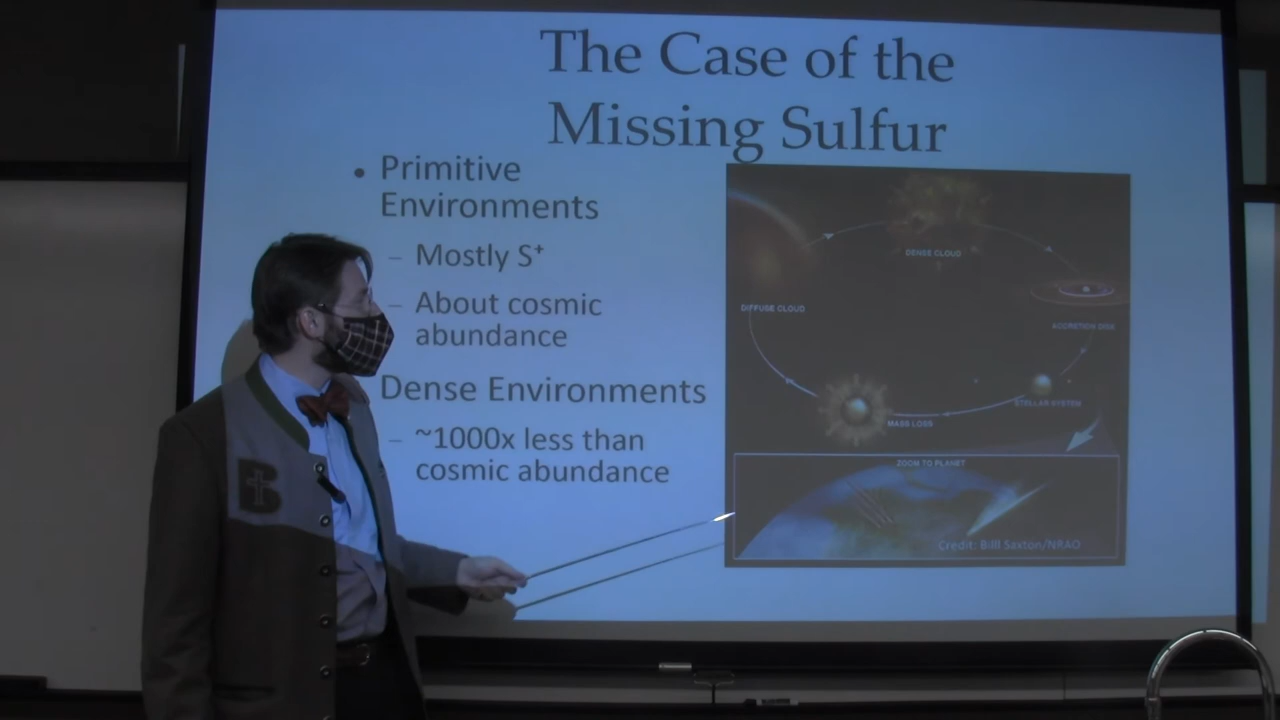 The Case of the
Missing Sulfur
• Primitive
Environments
– Mostly S⁺
– About cosmic
abundance
Dense Environments
– ~1000x less than
cosmic abundance
DENSE CLOUD
DIFFUSE CLOUD
ACCRETION DISK
STELLAR SYSTEM
MASS LOSS
ZOOM TO PLANET
Credit: Billl Saxton/NRAO
B